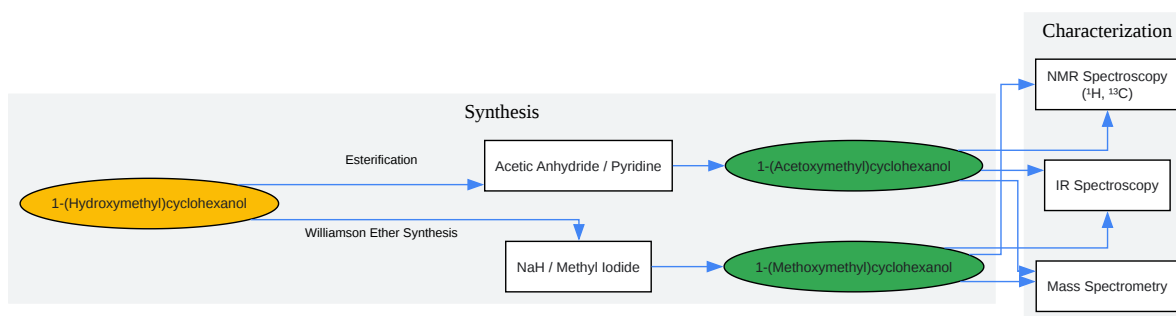 Characterization
NMR Spectroscopy
(¹H, ¹³C)
Synthesis
Esterification
Acetic Anhydride / Pyridine
1-(Acetoxymethyl)cyclohexanol
IR Spectroscopy
1-(Hydroxymethyl)cyclohexanol
Williamson Ether Synthesis
NaH / Methyl Iodide
1-(Methoxymethyl)cyclohexanol
Mass Spectrometry